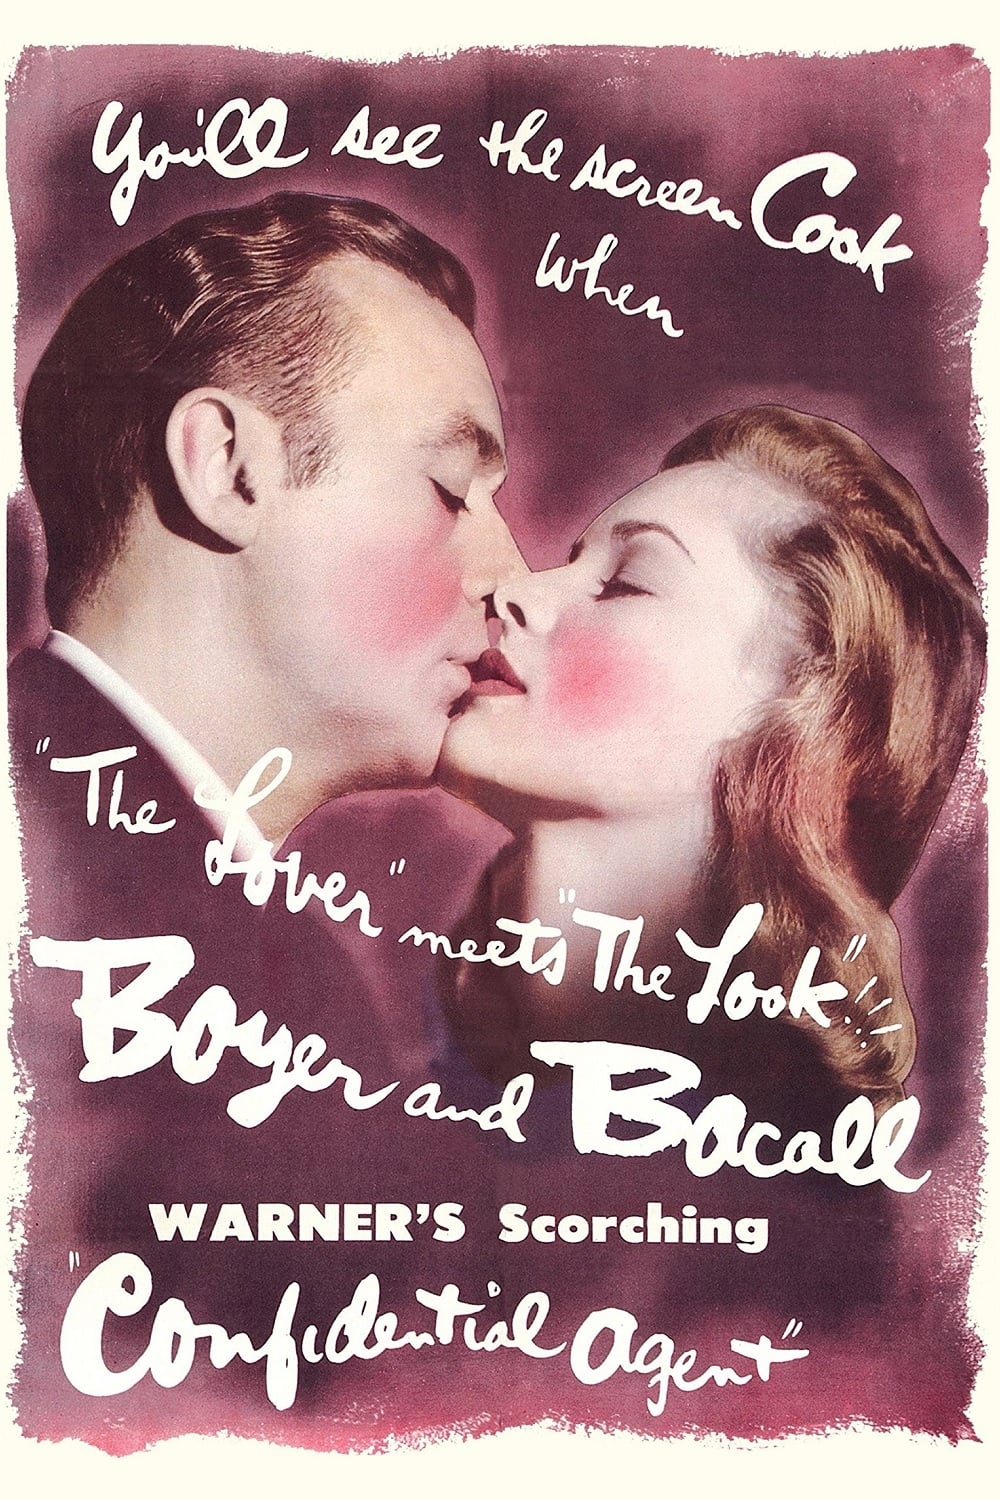 You'll see the screen Cook
When
"The Lover" meets "The Look"!!
Boyer and Bacall
WARNER'S Scorching
"Confidential Agent"